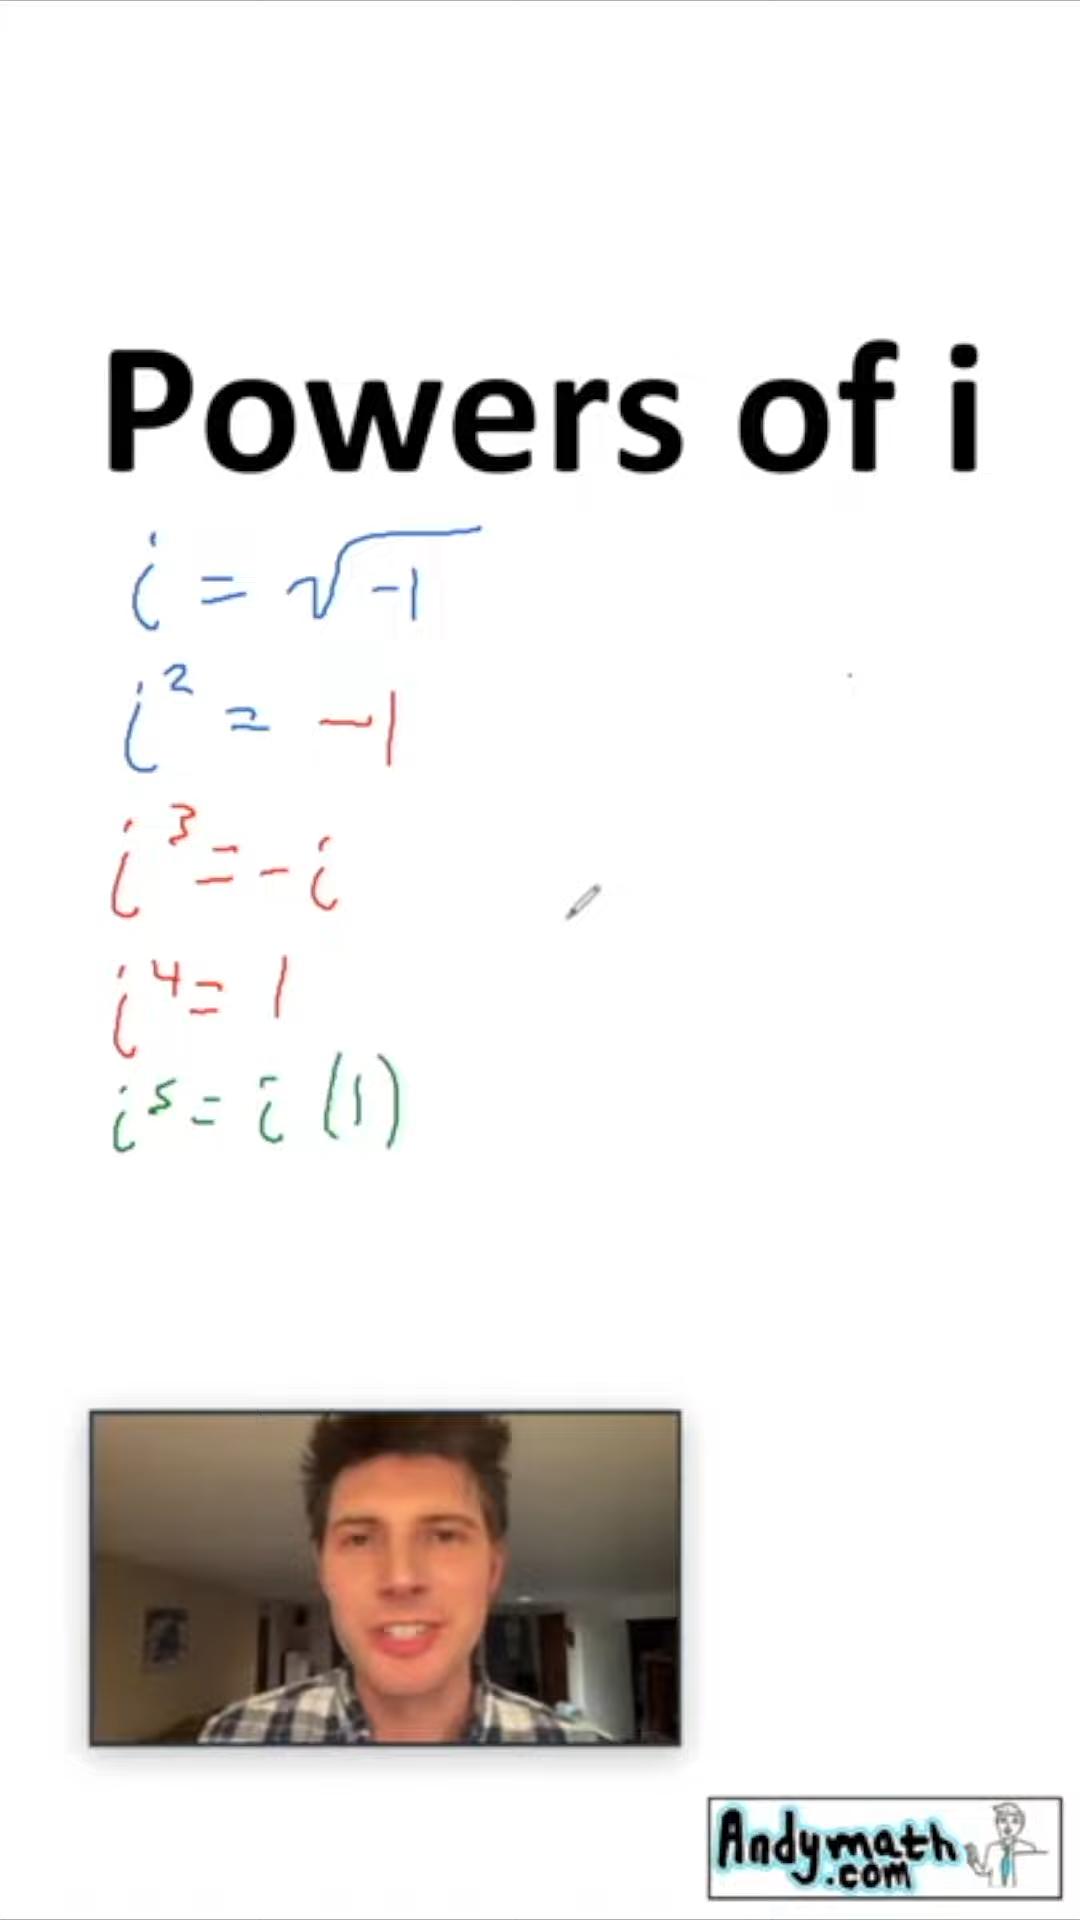 Powers of i
i = √-1
i² = -1
i³ = -i
i⁴ = 1
i⁵ = i (1)
Andymath
.com